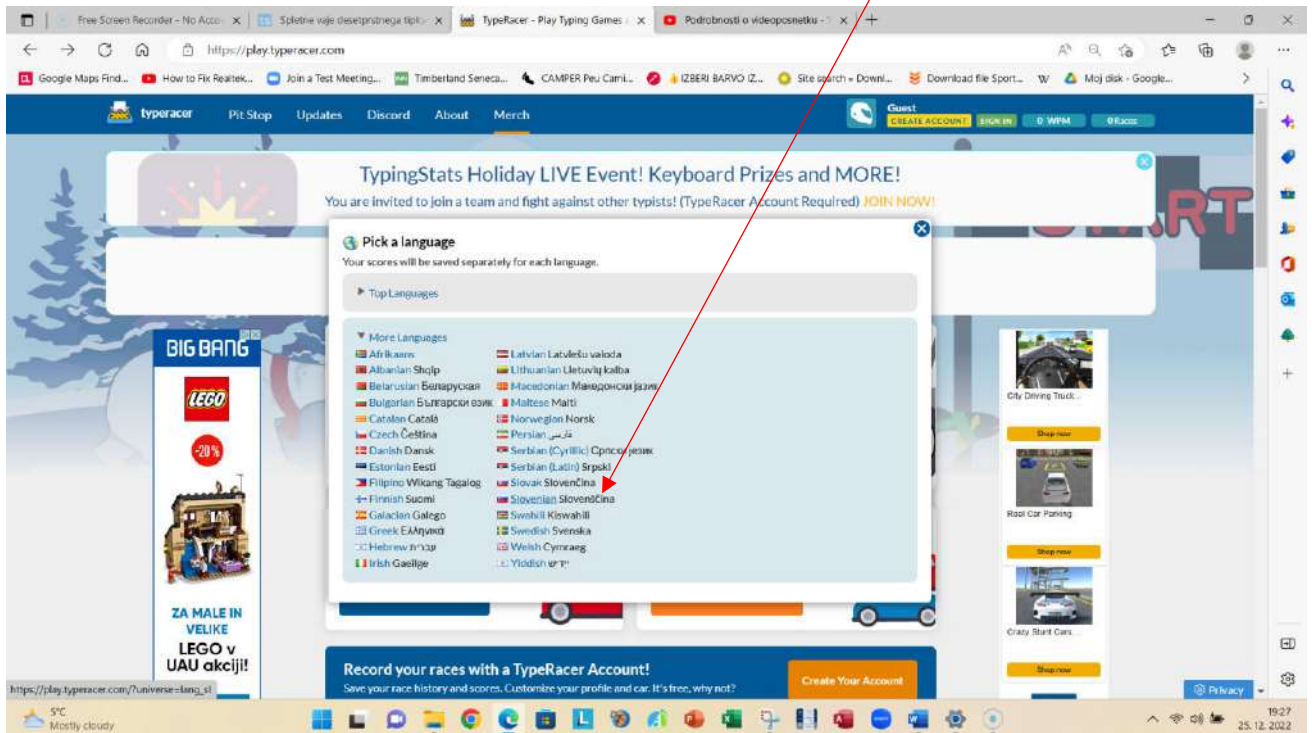 Free Screen Recorder - No Acco
Spletne vaje desetprstnega tipko
TypeRacer - Play Typing Games
Podrobnosti o videoposnetku -
https://play.typeracer.com
Google Maps Find...
How to Fix Realtek...
Join a Test Meeting...
Timberland Seneca...
CAMPER Peu Cami...
IZBERI BARVO IZ...
Site search = Downl...
Download file Sport...
Moj disk - Google...
typeracer
Pit Stop
Updates
Discord
About
Merch
Guest
CREATE ACCOUNT
SIGN IN
0 WPM
0 Races
TypingStats Holiday LIVE Event! Keyboard Prizes and MORE!
You are invited to join a team and fight against other typists! (TypeRacer Account Required) JOIN NOW!
Pick a language
Your scores will be saved separately for each language.
Top Languages
More Languages
Afrikaans
Albanian Shqip
Belarusian Беларуская
Bulgarian Български език
Catalan Català
Czech Čeština
Danish Dansk
Estonian Eesti
Filipino Wikang Tagalog
Finnish Suomi
Galacian Galego
Greek Ελληνικά
Hebrew עברית
Irish Gaeilge
Latvian Latviešu valoda
Lithuanian Lietuvių kalba
Macedonian Македонски јазик
Maltese Malti
Norwegian Norsk
Persian فارسی
Serbian (Cyrillic) Српски језик
Serbian (Latin) Srpski
Slovak Slovenčina
Slovenian Slovenščina
Swahili Kiswahili
Swedish Svenska
Welsh Cymraeg
Yiddish ייִדיש
BIG BANG
LEGO
-20%
ZA MALE IN
VELIKE
LEGO v
UAU akciji!
City Driving Truck...
Shop now
Real Car Parking
Shop now
Crazy Stunt Cars...
Shop now
Record your races with a TypeRacer Account!
Save your race history and scores. Customize your profile and car. It's free, why not?
Create Your Account
https://play.typeracer.com/?universe=lang_sl
Privacy
5°C
Mostly cloudy
19:27
25. 12. 2022